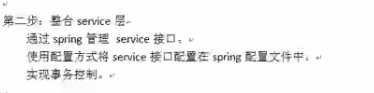 第二步：整合 service 层
通过 spring 管理 service 接口。
使用配置方式将 service 接口配置在 spring 配置文件中。
实现事务控制。